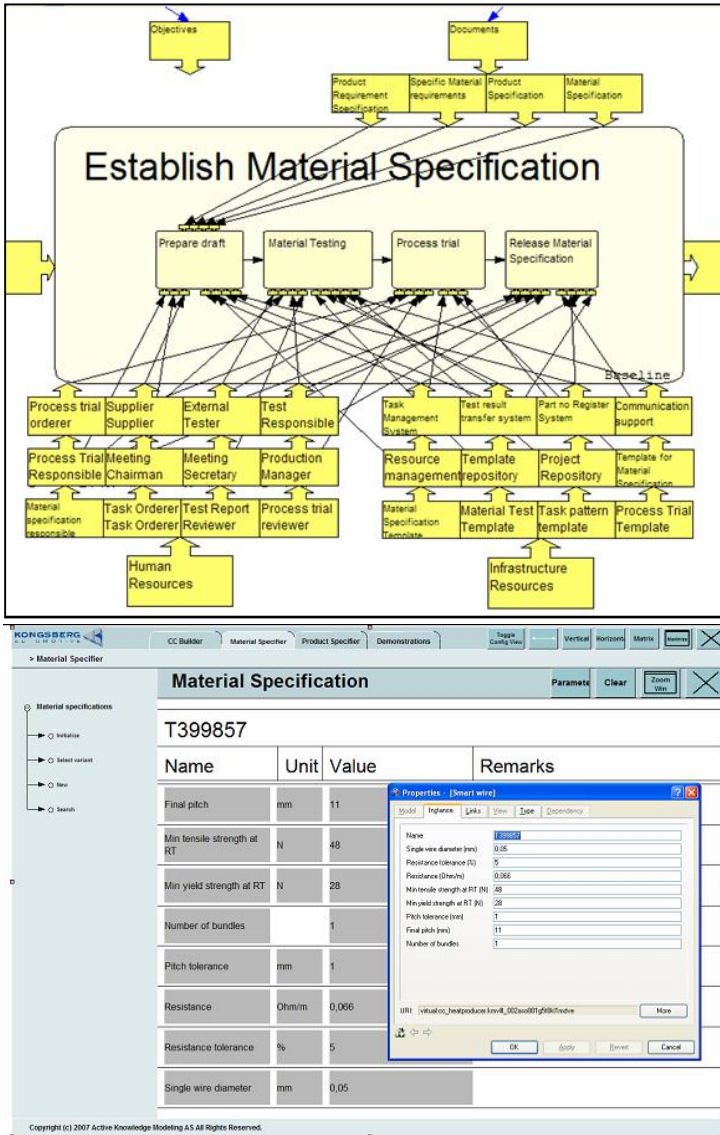 Objectives
Documents
Product Requirement Specification
Specific Material requirements
Product Specification
Material Specification
Establish Material Specification
Prepare draft
Material Testing
Process trial
Release Material Specification
Baseline
Process trial orderer
Supplier Supplier
External Tester
Test Responsible
Task Management System
Test result transfer system
Part no Register System
Communication support
Process Trial Responsible
Meeting Chairman
Meeting Secretary
Production Manager
Resource management
Template repository
Project Repository
Template for Material Specification
Material specification responsible
Task Orderer Task Orderer
Test Report Reviewer
Process trial reviewer
Material Specification Template
Material Test Template
Task pattern template
Process Trial Template
Human Resources
Infrastructure Resources
KONGSBERG
AUTOMOTIVE
CC Builder
Material Specifier
Product Specifier
Demonstrations
Toggle Config View
Vertical
Horizont
Matrix
> Material Specifier
Material Specification
Paramete
Clear
Zoom Win
Material specifications
Initialize
Select variant
New
Search
T399857
Name Unit Value Remarks
Final pitch mm 11
Min tensile strength at RT N 48
Min yield strength at RT N 28
Number of bundles 1
Pitch tolerance mm 1
Resistance Ohm/m 0,066
Resistance tolerance % 5
Single wire diameter mm 0,05
Properties - [Smart wire]
Model Instance Links View Type Dependency
Name T399857
Single wire diameter (mm) 0,05
Resistance tolerance (%) 5
Resistance (Ohm/m) 0,066
Min tensile strength at RT (N) 48
Min yield strength at RT (N) 28
Pitch tolerance (mm) 1
Final pitch (mm) 11
Number of bundles 1
URI:
More
OK Apply Revert Cancel
Copyright (c) 2007 Active Knowledge Modeling AS All Rights Reserved.